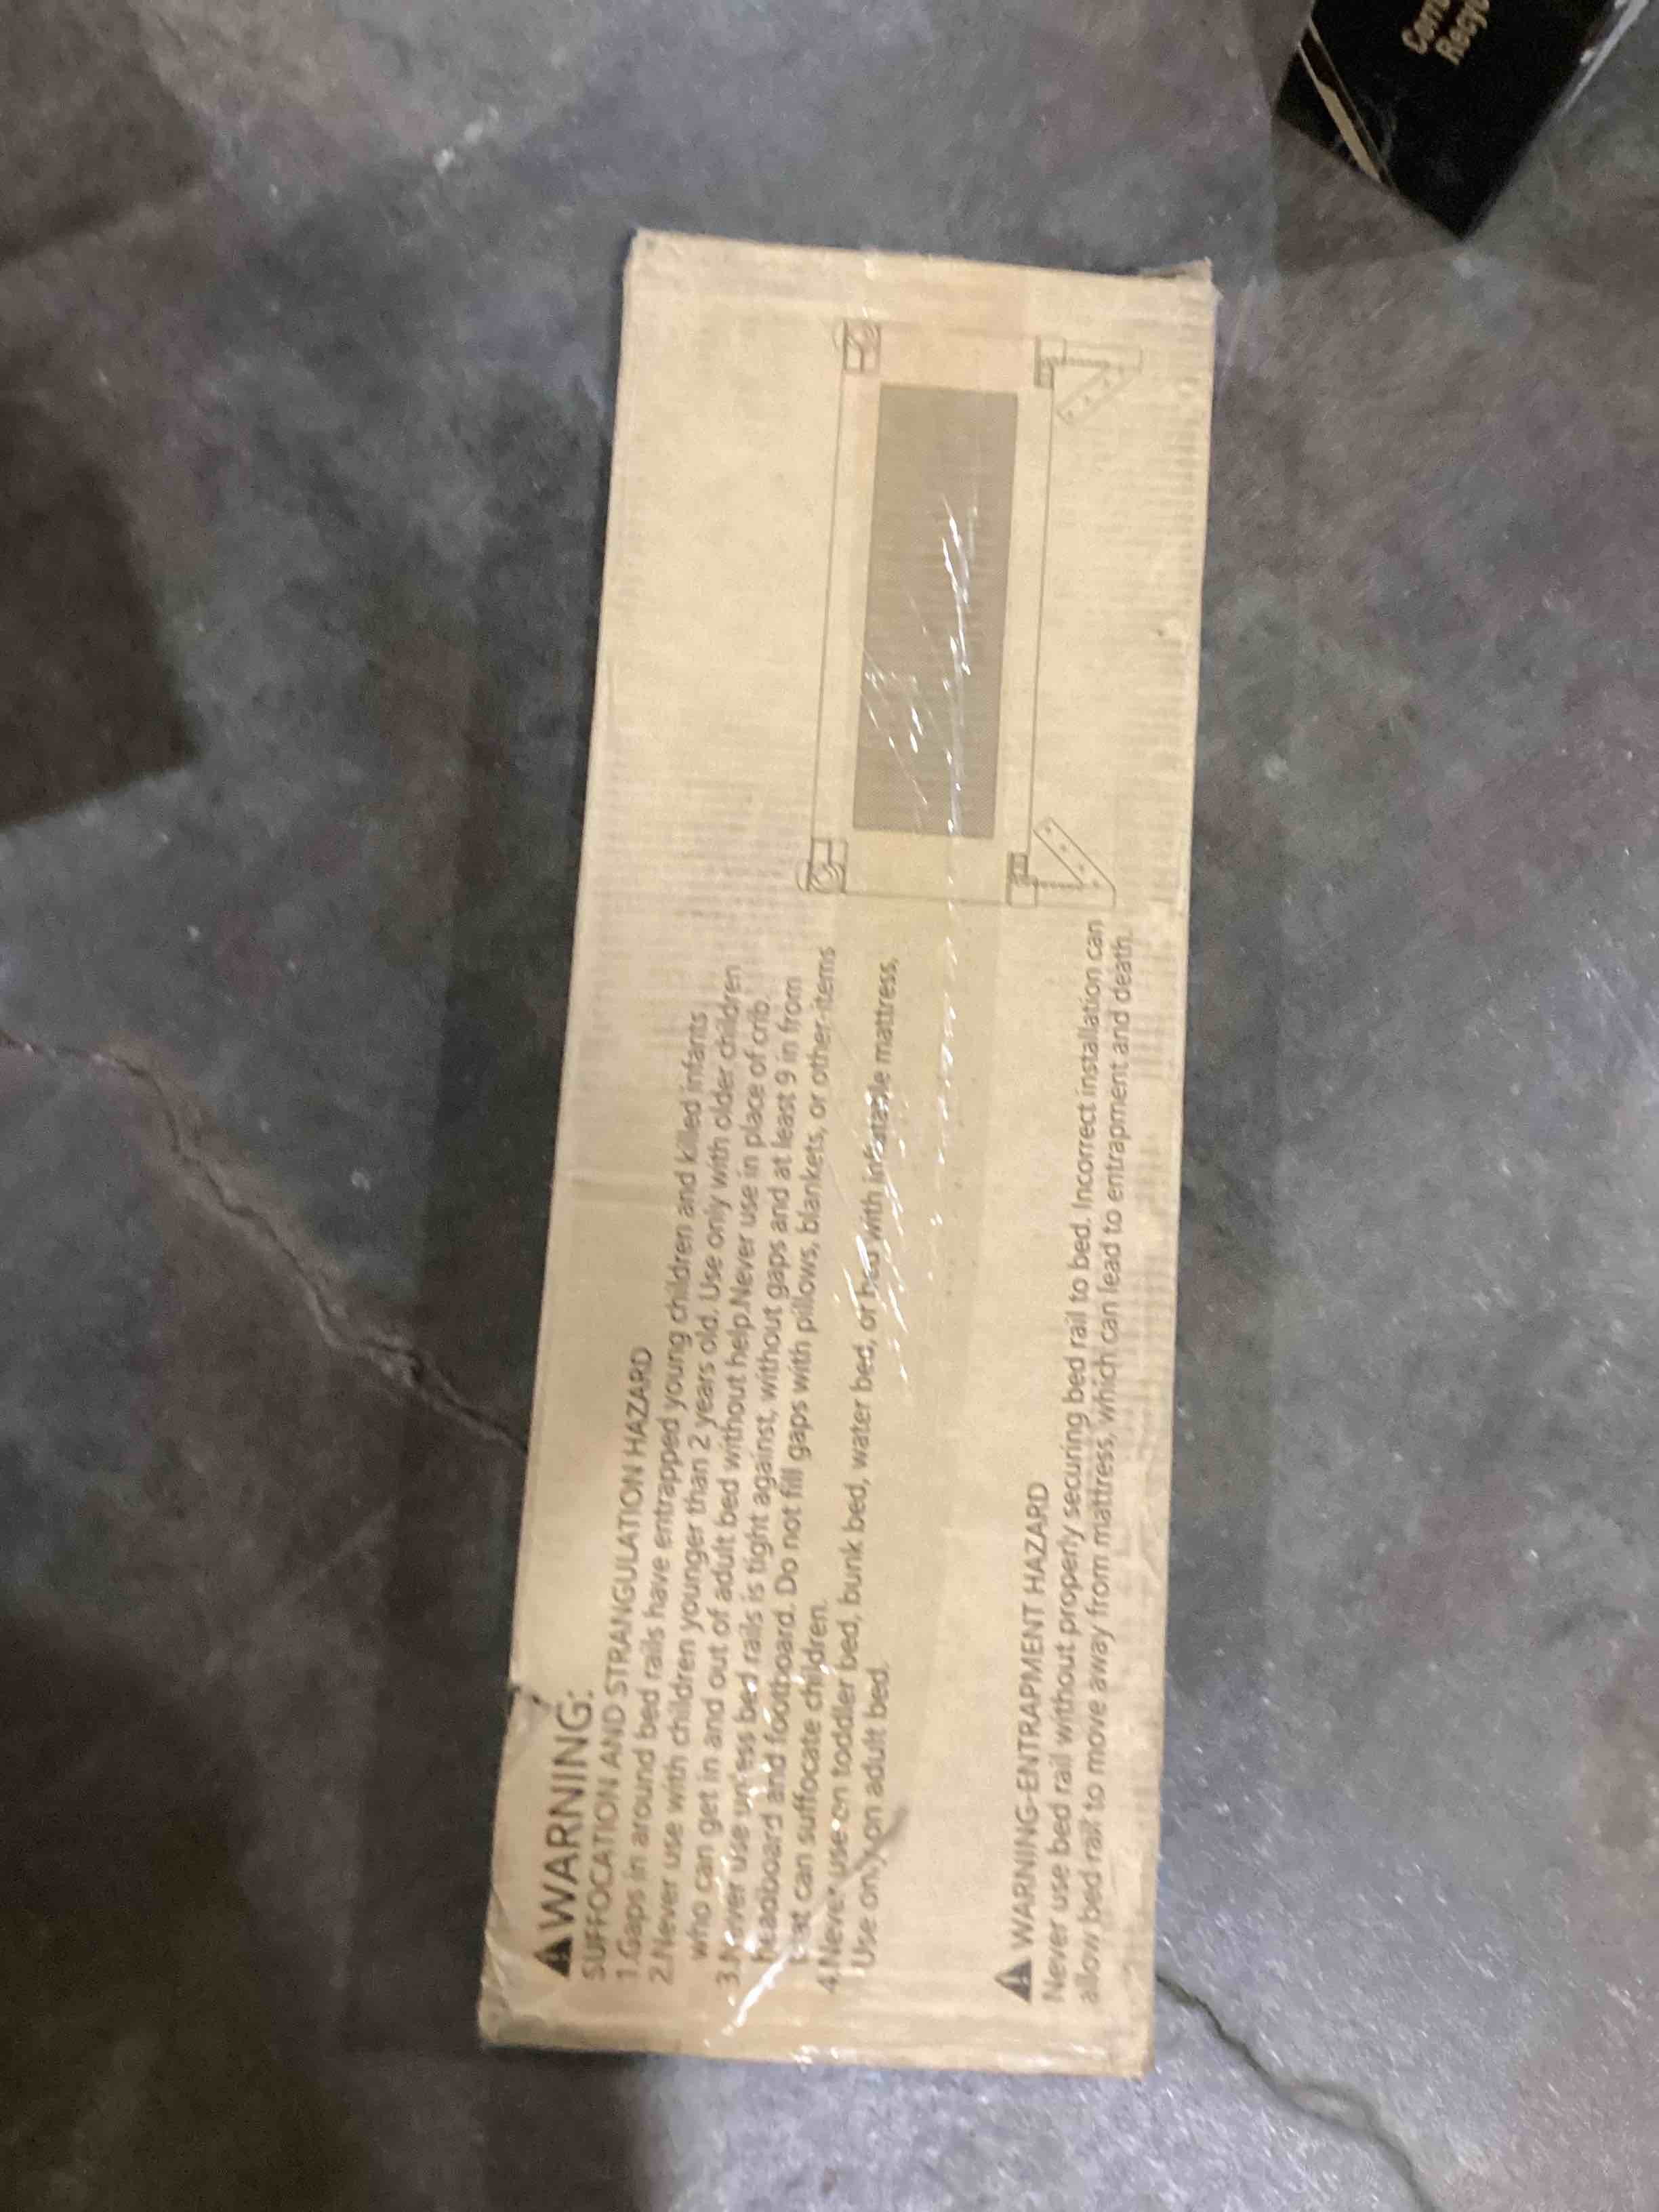 WARNING:
SUFFOCATION AND STRANGULATION HAZARD
1.Gaps in around bed rails have entrapped young children and killed infants
2.Never use with children younger than 2 years old. Use only with older children
who can get in and out of adult bed without help.Never use in place of crib.
3.Never use unless bed rails is tight against, without gaps and at least 9 in from
headboard and footboard. Do not fill gaps with pillows, blankets, or other items
that can suffocate children.
4.Never use on toddler bed, bunk bed, water bed, or bed with inflatable mattress,
Use only on adult bed.
WARNING-ENTRAPMENT HAZARD
Never use bed rail without properly securing bed rail to bed. Incorrect installation can
allow bed rail to move away from mattress, which can lead to entrapment and death.